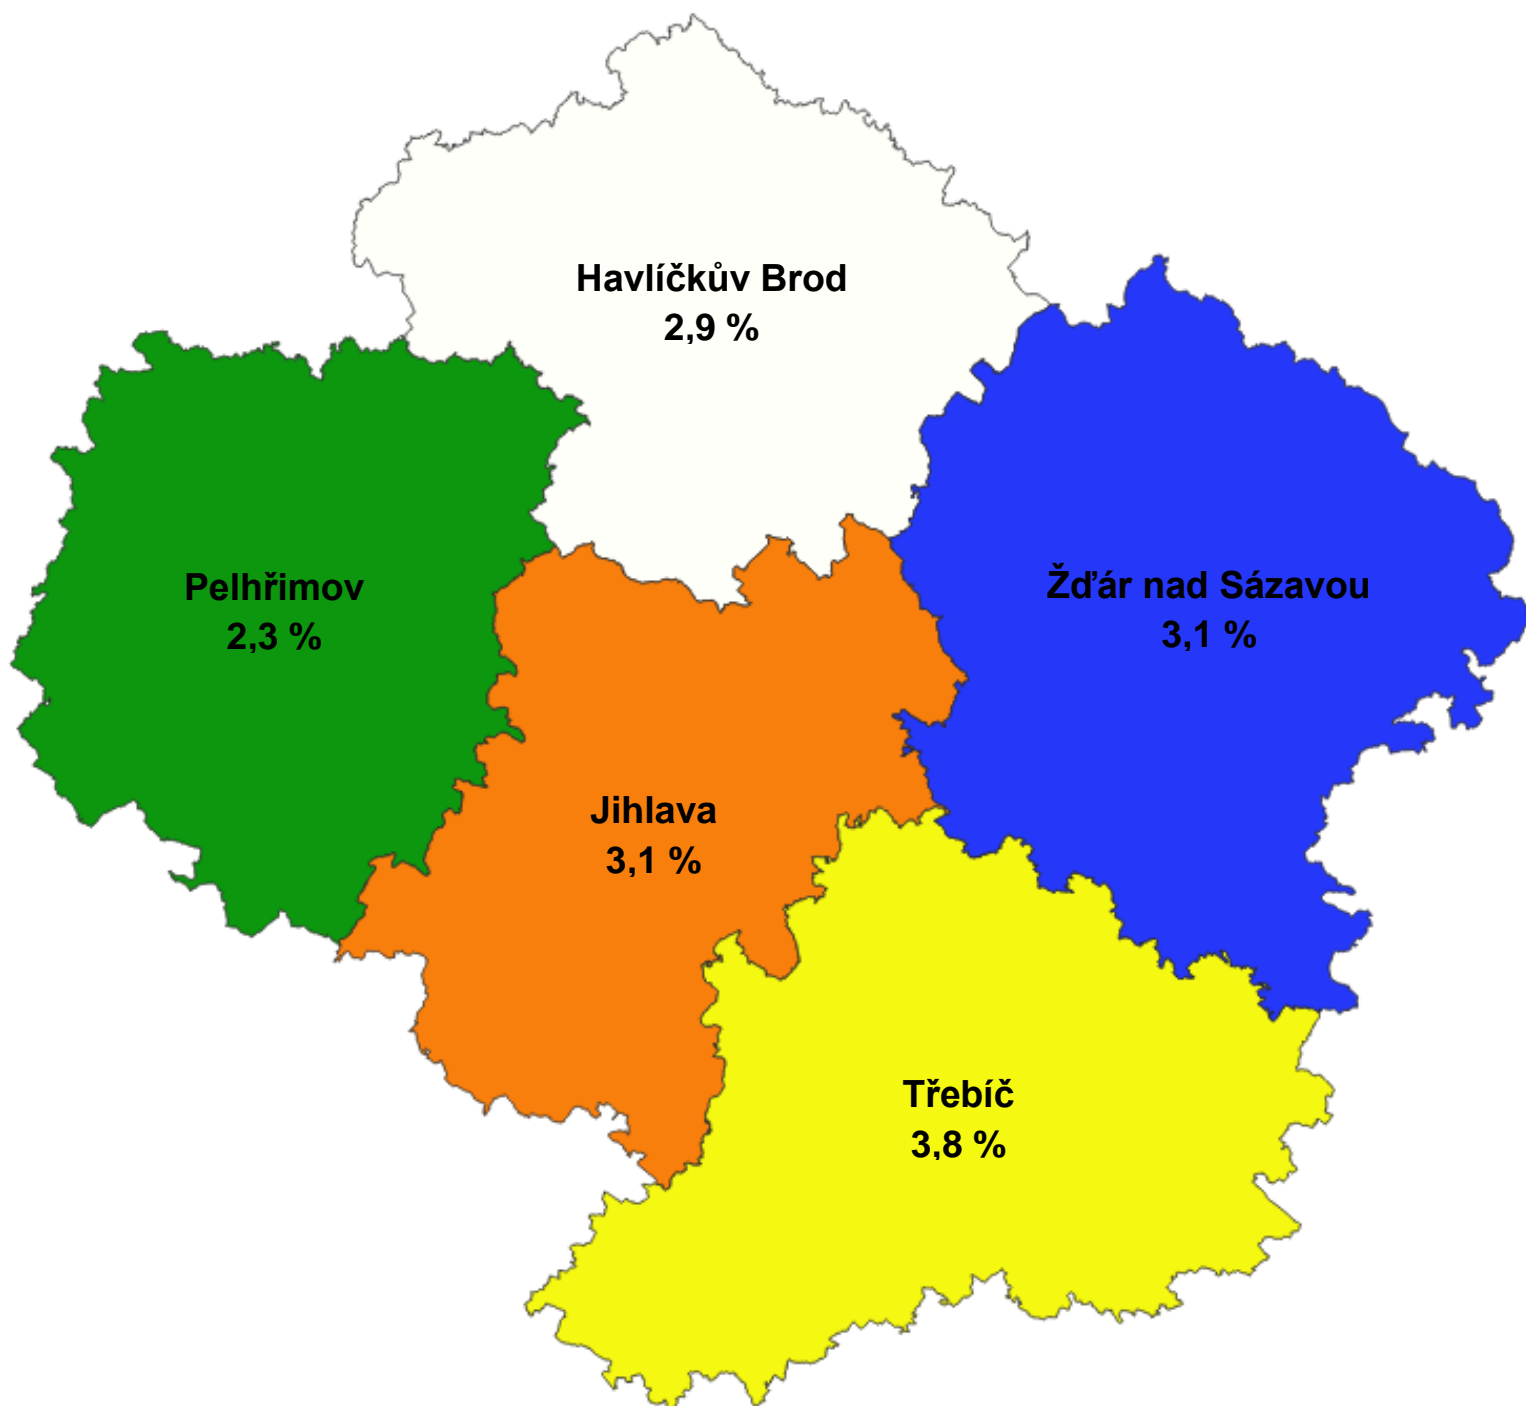 Havlíčkův Brod
2,9 %
Pelhřimov
2,3 %
Žďár nad Sázavou
3,1 %
Jihlava
3,1 %
Třebíč
3,8 %